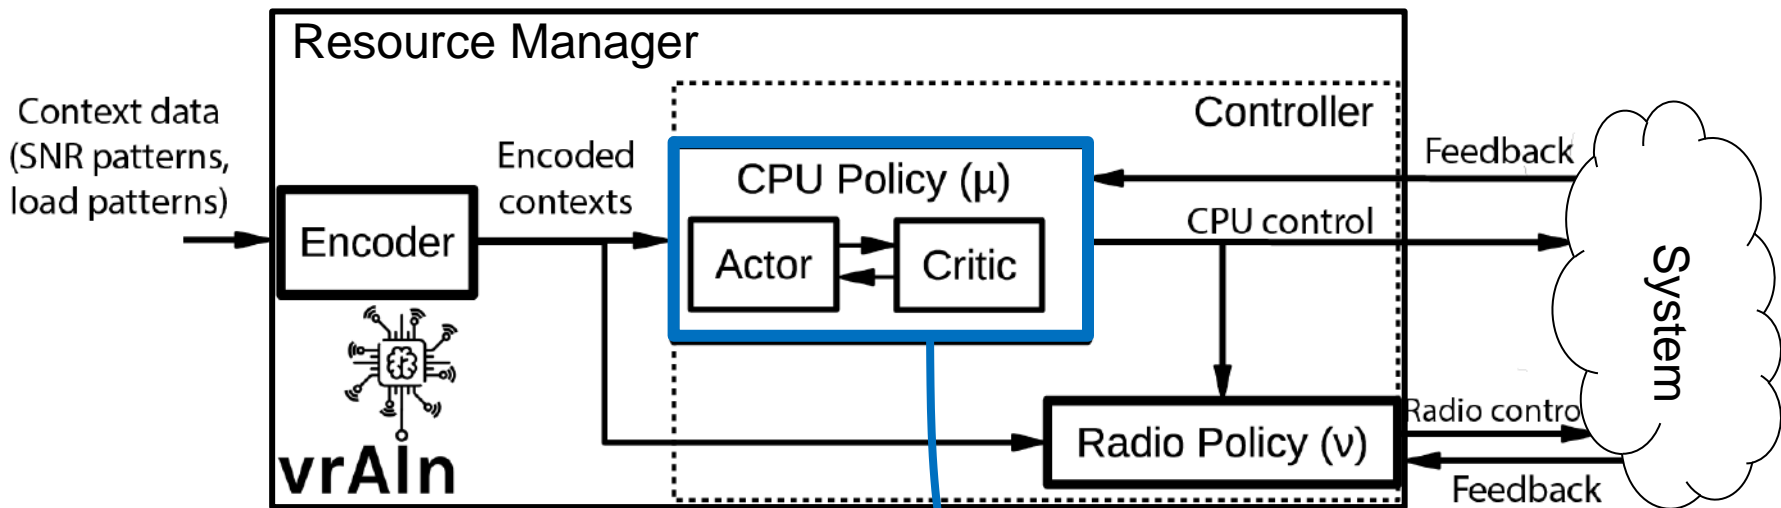 Resource Manager
Context data
(SNR patterns,
load patterns)
Encoded
contexts
Encoder
vrAIn
Controller
CPU Policy (μ)
Actor
Critic
Feedback
CPU control
System
Radio Policy (ν)
Radio contro
Feedback